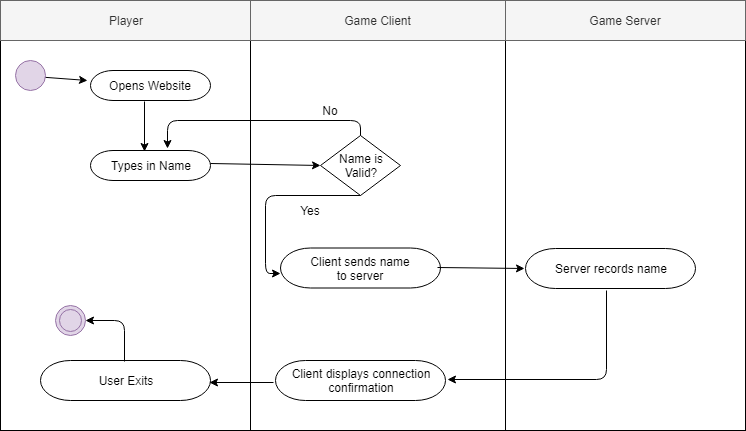 Player
Game Client
Game Server
Opens Website
No
Types in Name
Name is
Valid?
Yes
Client sends name
to server
Server records name
User Exits
Client displays connection
confirmation